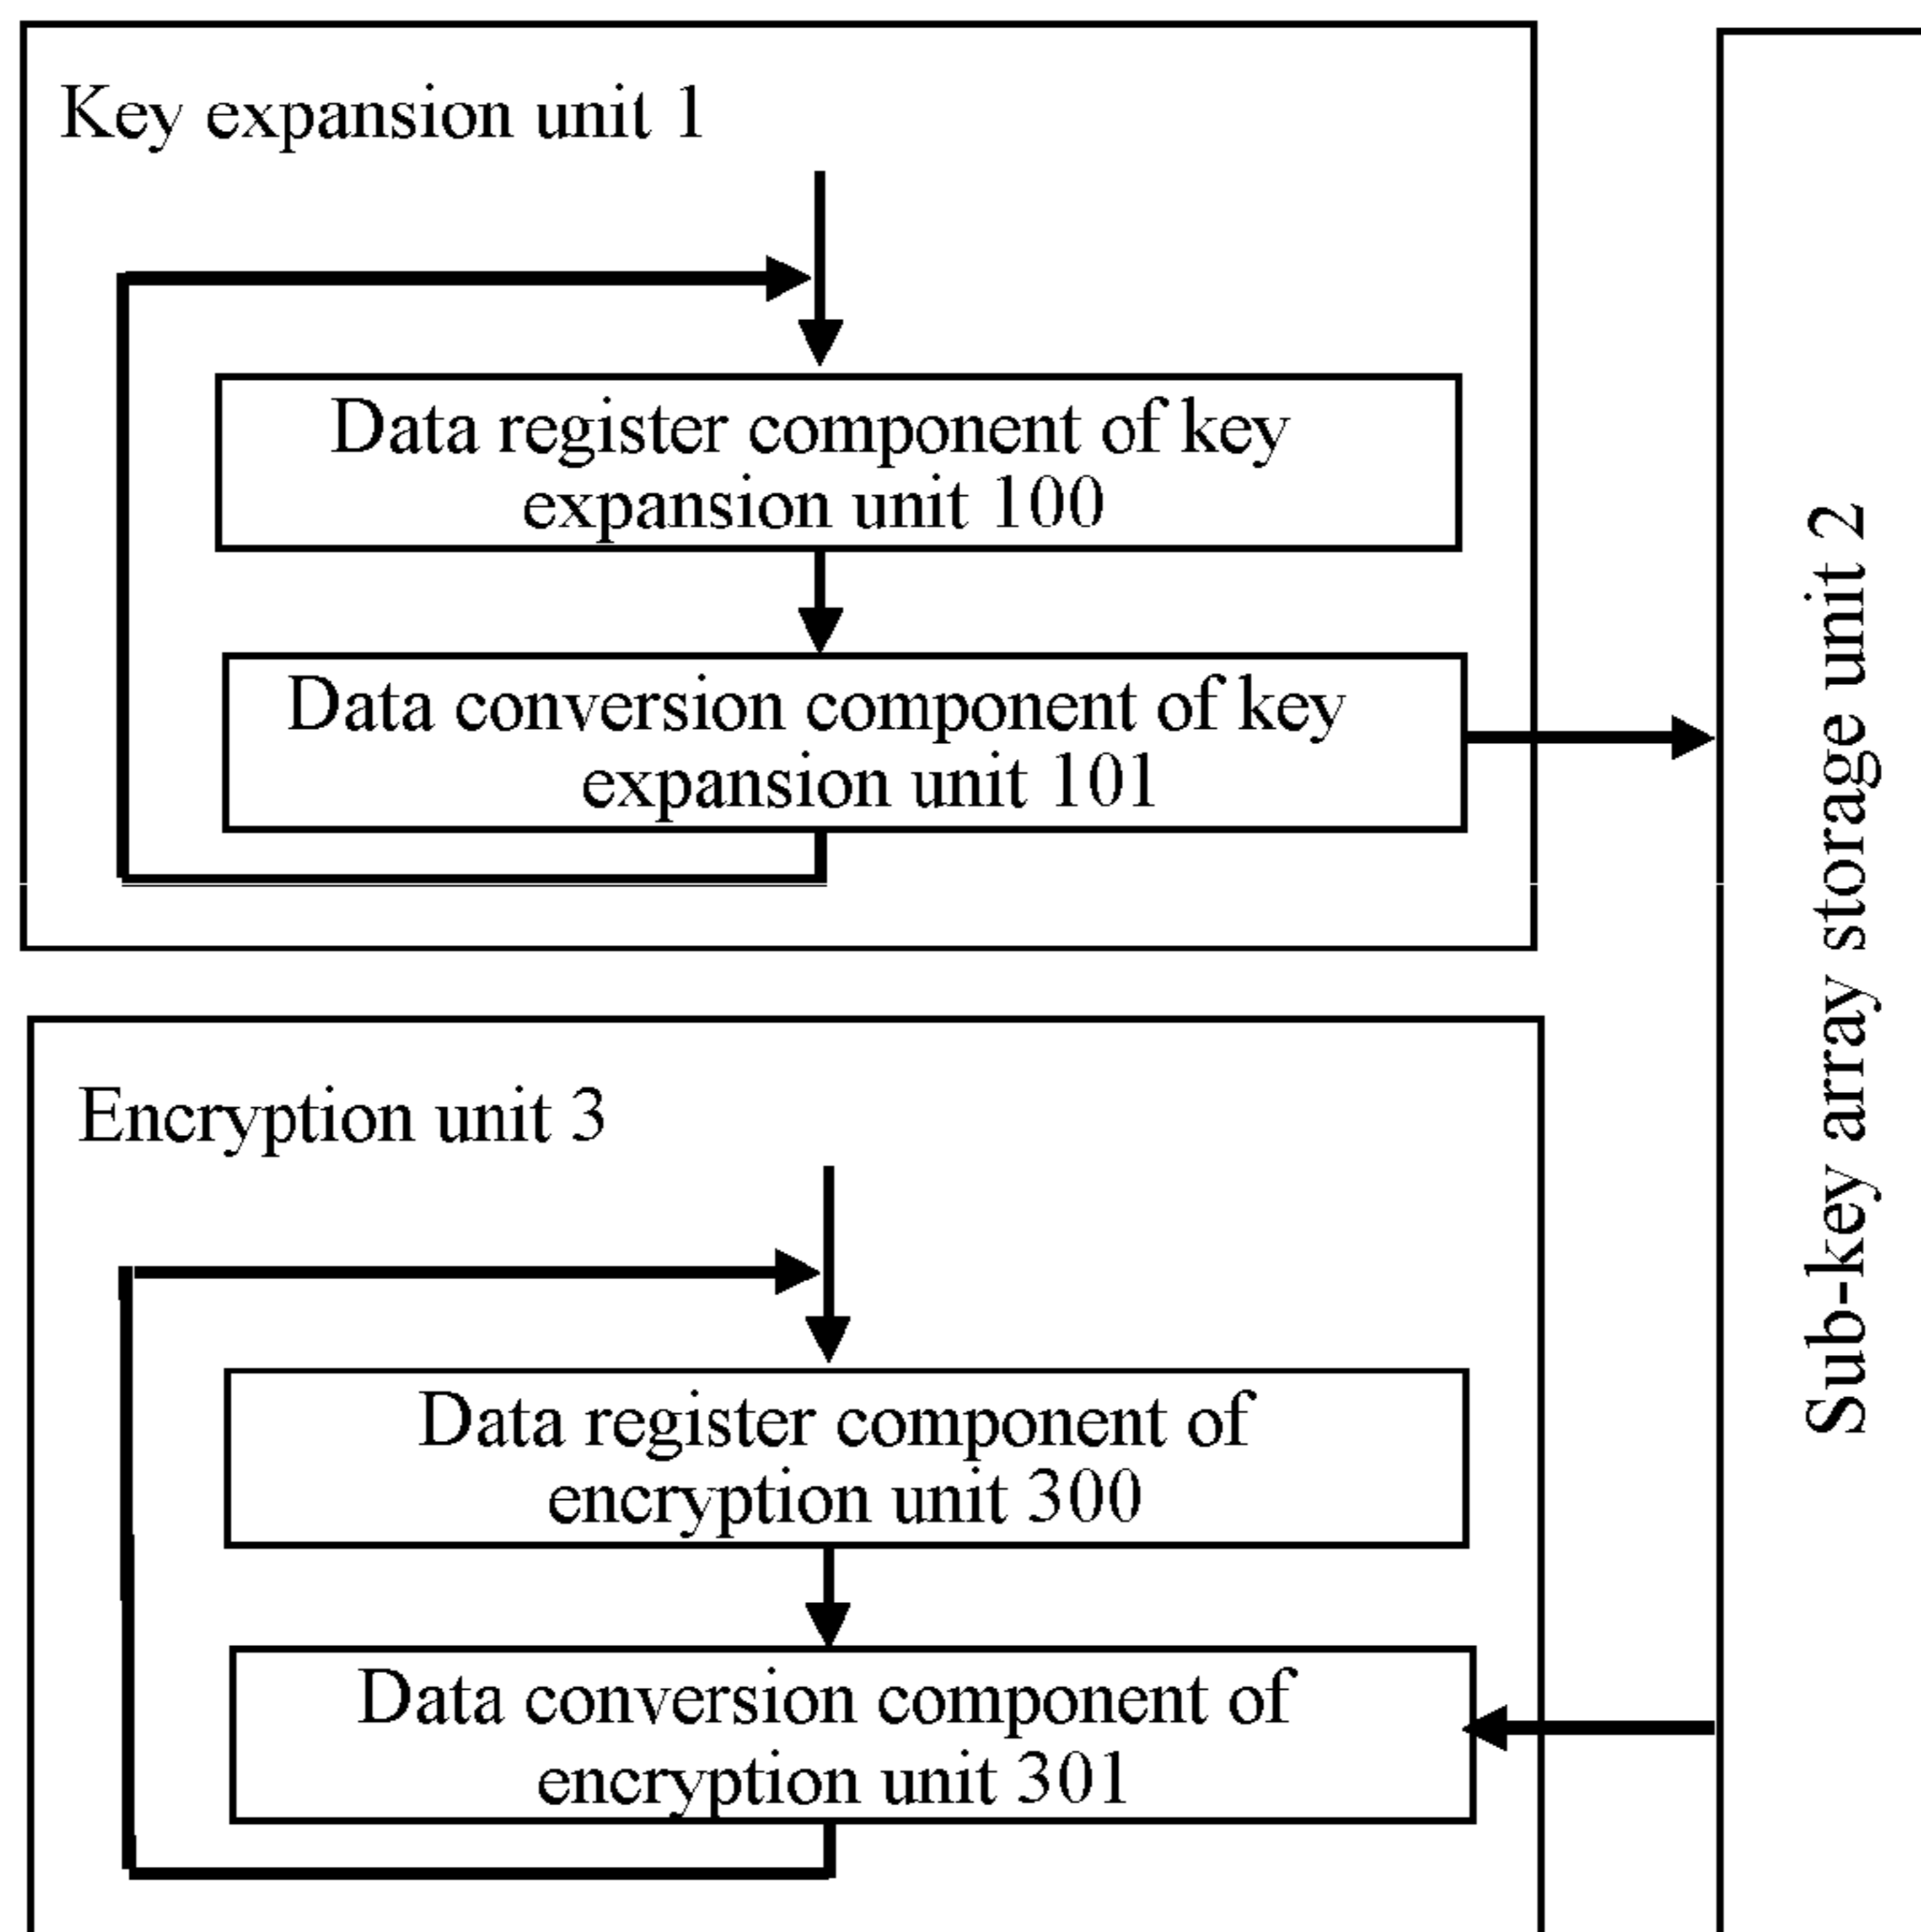 Key expansion unit 1
Data register component of key
expansion unit 100
Data conversion component of key
expansion unit 101
Sub-key array storage unit 2
Encryption unit 3
Data register component of
encryption unit 300
Data conversion component of
encryption unit 301